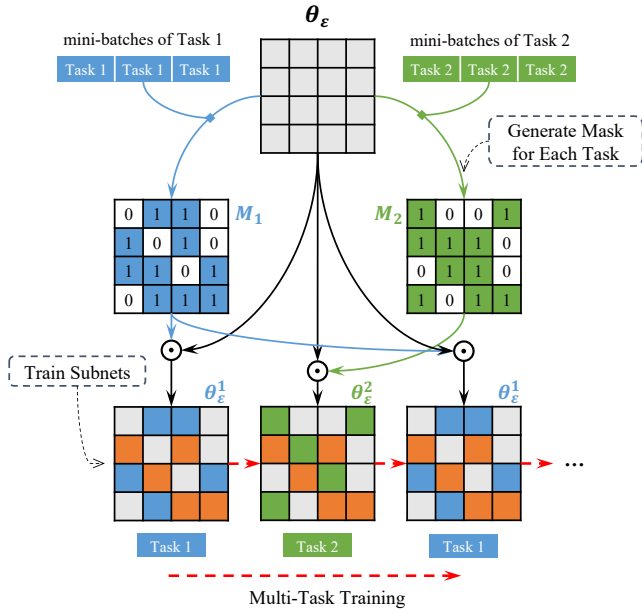 θ_ε
mini-batches of Task 1
mini-batches of Task 2
Task 1 Task 1 Task 1
Task 2 Task 2 Task 2
Generate Mask
for Each Task
M_1
0 1 1 0
1 0 1 0
1 1 0 1
0 1 1 1
M_2
1 0 0 1
1 1 1 0
0 1 1 0
1 0 1 1
Train Subnets
θ_ε^1
θ_ε^2
θ_ε^1
...
Task 1
Task 2
Task 1
Multi-Task Training